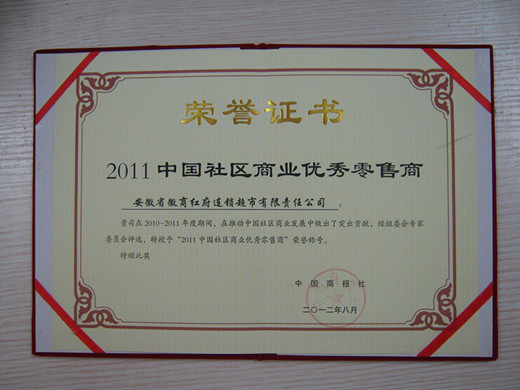 荣誉证书
2011中国社区商业优秀零售商
安徽省徽商红府连锁超市有限责任公司：
贵司在2010-2011年度期间，在推动中国社区商业发展中做出了突出贡献，经组委会专家
委员会评选，特授予“2011中国社区商业优秀零售商”荣誉称号。
特颁此奖
中国商报社
二〇一二年八月